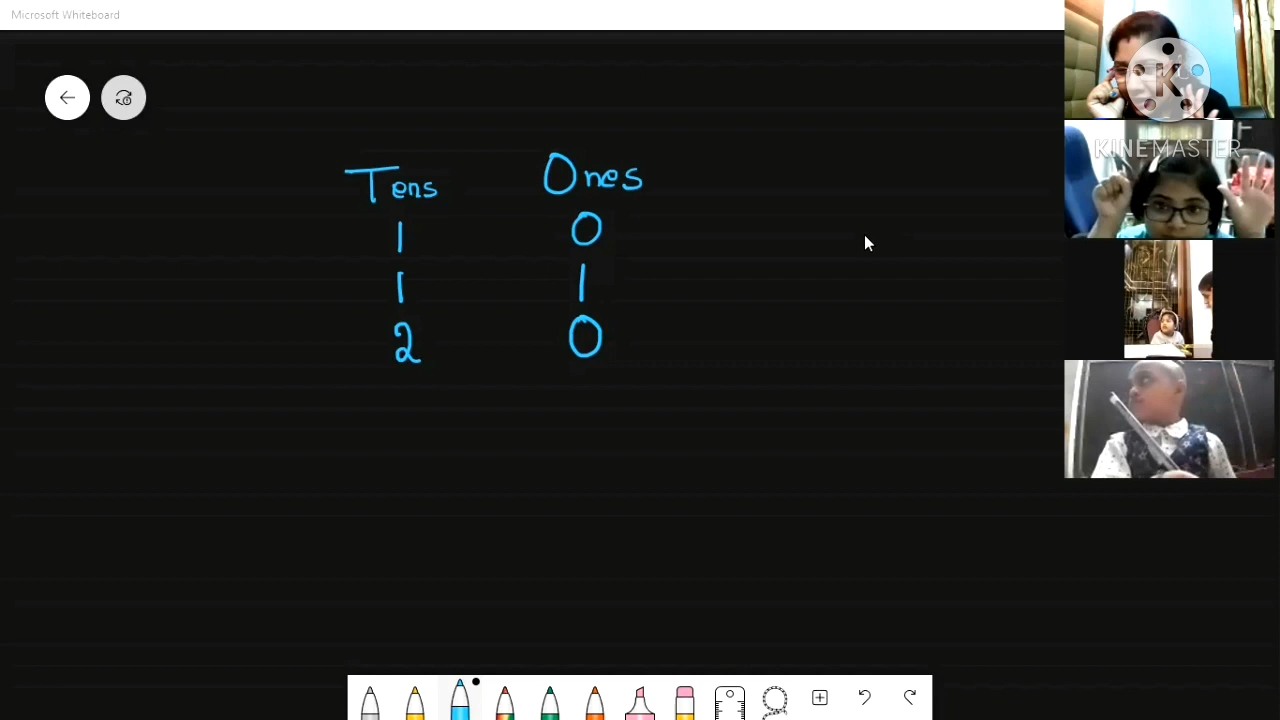 Microsoft Whiteboard
KINEMASTER
Tens Ones
1 0
1 1
2 0